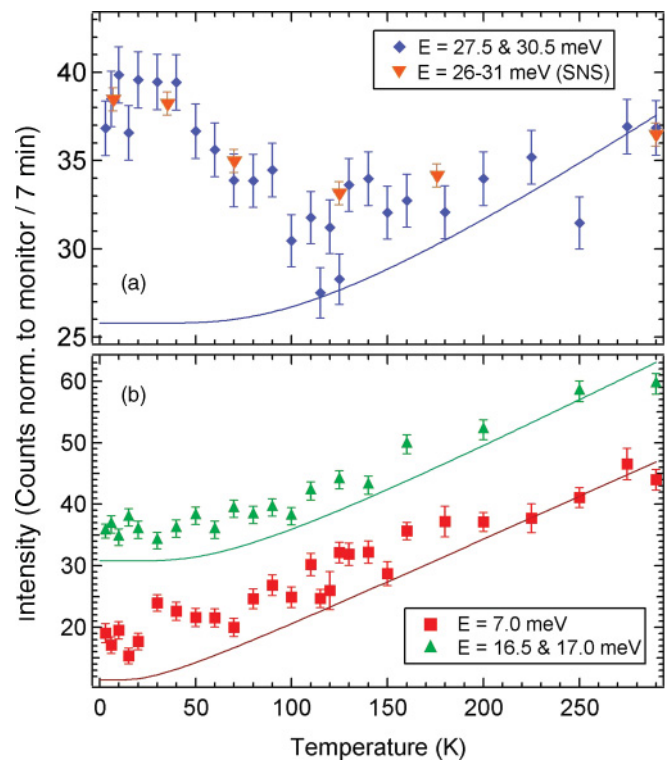 E = 27.5 & 30.5 meV
E = 26-31 meV (SNS)
40
35
30
25
(a)
(b)
60
50
40
30
20
E = 7.0 meV
E = 16.5 & 17.0 meV
0
50
100
150
200
250
Temperature (K)
Intensity (Counts norm. to monitor / 7 min)